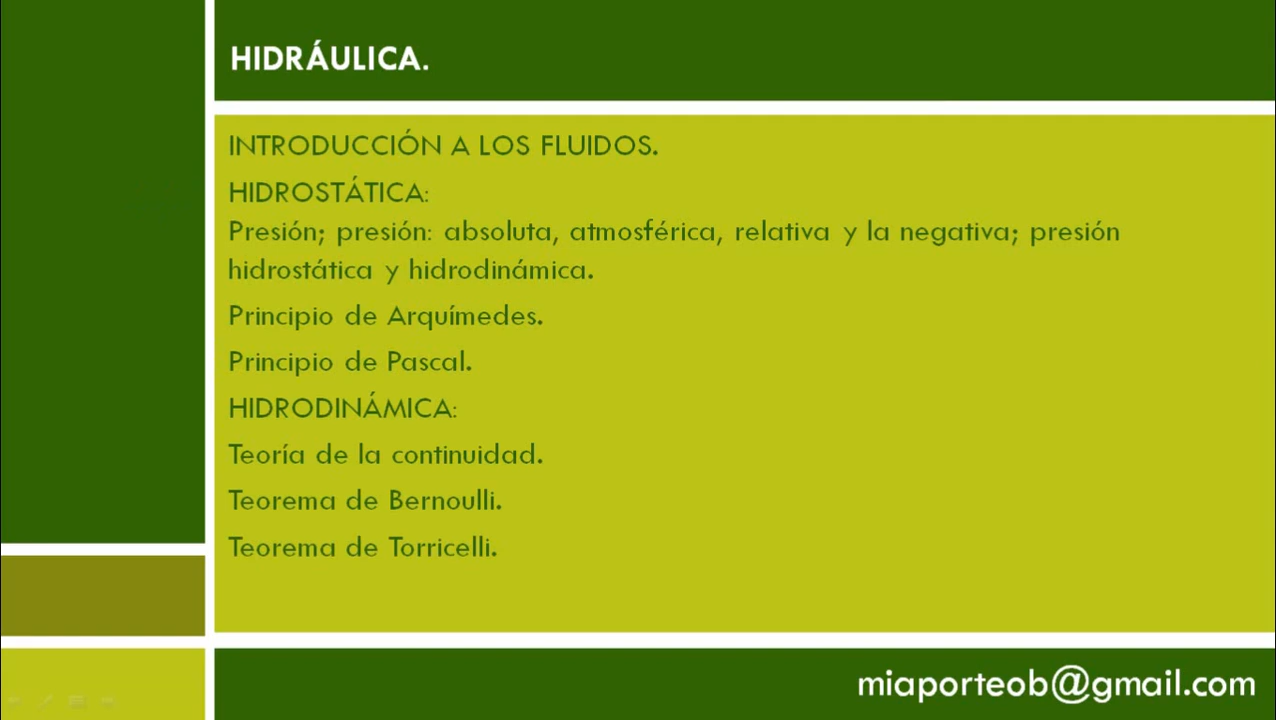 HIDRÁULICA.
INTRODUCCIÓN A LOS FLUIDOS.
HIDROSTÁTICA:
Presión; presión: absoluta, atmosférica, relativa y la negativa; presión
hidrostática y hidrodinámica.
Principio de Arquímedes.
Principio de Pascal.
HIDRODINÁMICA:
Teoría de la continuidad.
Teorema de Bernoulli.
Teorema de Torricelli.
miaporteob@gmail.com